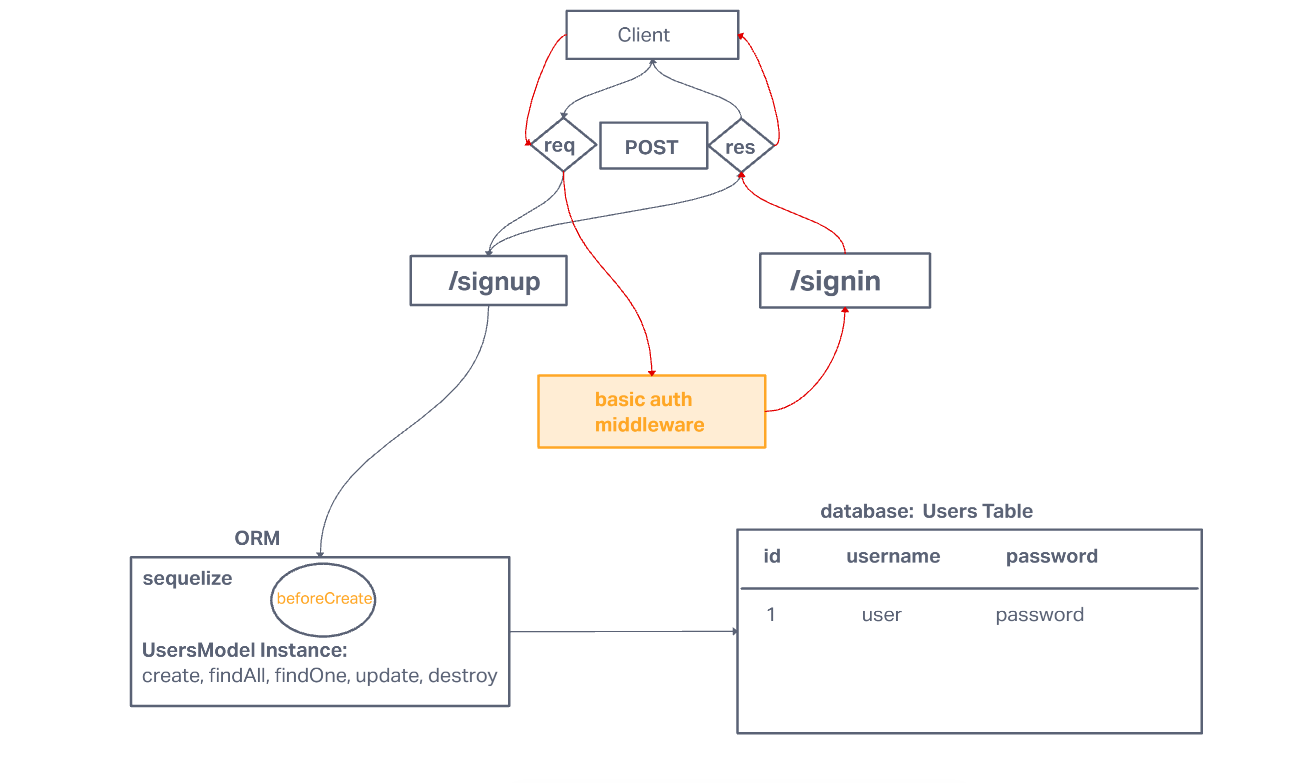 Client
req
POST
res
/signup
/signin
basic auth
middleware
database: Users Table
ORM
id username password
sequelize
beforeCreate
1 user password
UsersModel Instance:
create, findAll, findOne, update, destroy